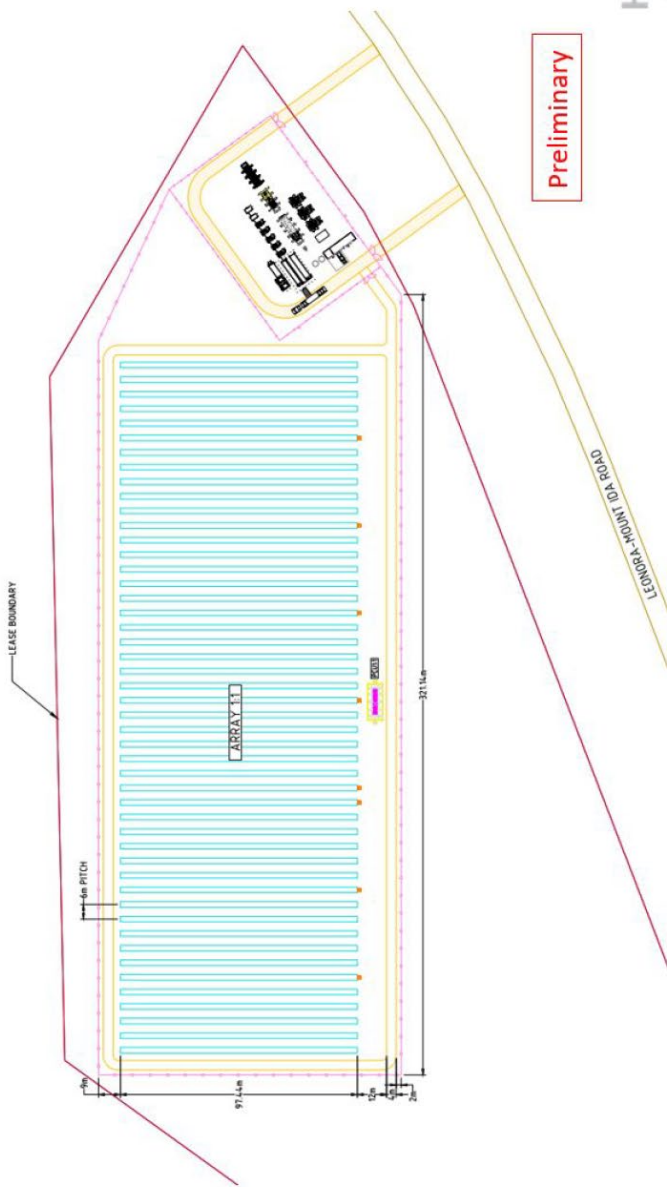 Preliminary
LEASE BOUNDARY
LEONORA-MOUNT IDA ROAD
ARRAY 1:1
321.14m
6m PITCH
9m
97.44m
12m
4m
2m